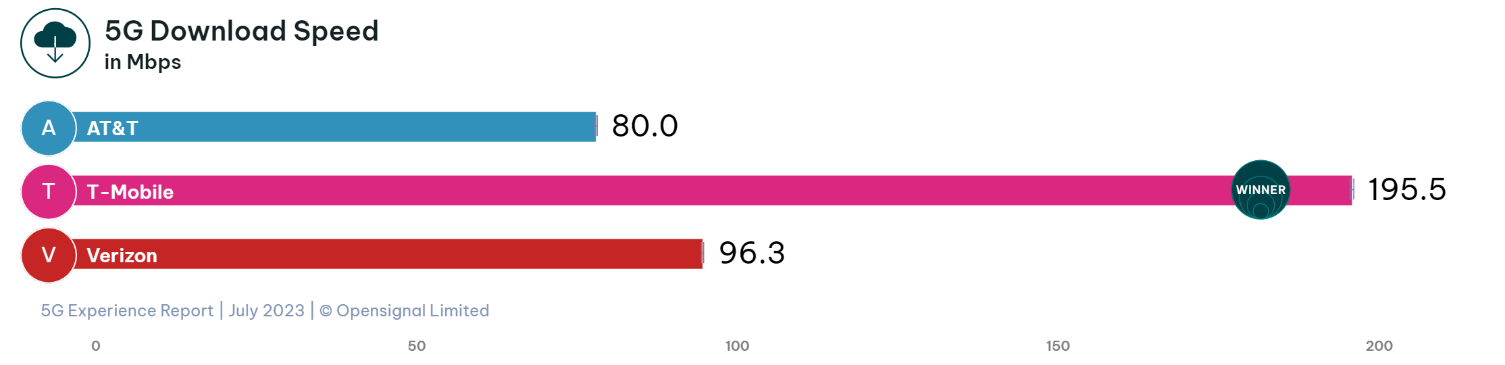 5G Download Speed
in Mbps
A AT&T 80.0
T T-Mobile WINNER 195.5
V Verizon 96.3
5G Experience Report | July 2023 | © Opensignal Limited
0 50 100 150 200